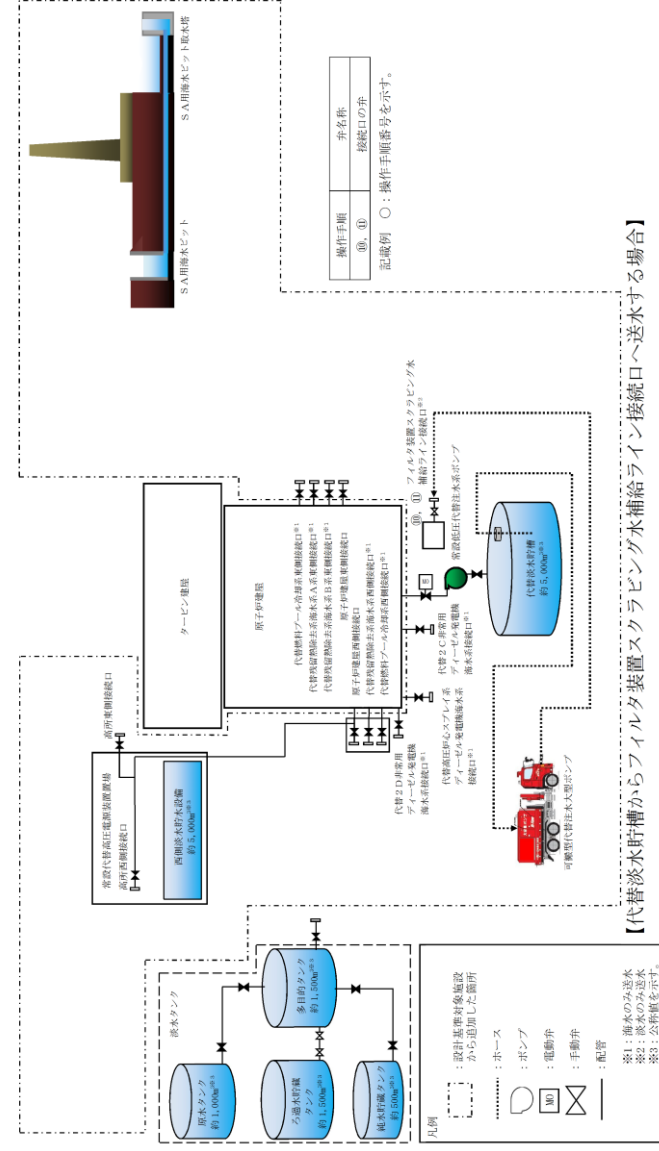 ＳＡ用海水ピット取水塔
ＳＡ用海水ピット
操作手順
弁名称
⑩，⑪
接続口の弁
記載例 ○：操作手順番号を示す。
タービン建屋
原子炉建屋
代替燃料プール冷却系東側接続口※1
代替残留熱除去系海水系Ａ系東側接続口※1
代替残留熱除去系海水系Ｂ系東側接続口※1
原子炉建屋東側接続口
原子炉建屋西側接続口
代替残留熱除去系海水系西側接続口※1
代替燃料プール冷却系西側接続口※1
高所東側接続口
常設代替高圧電源装置置場
高所西側接続口
西側淡水貯水設備
約 5,000m³※3
フィルタ装置スクラビング水
補給ライン接続口※2
⑩，⑪
常設低圧代替注水系ポンプ
代替淡水貯槽
約 5,000m³※3
代替２Ｃ非常用
ディーゼル発電機
海水系接続口※1
代替高圧炉心スプレイ系
ディーゼル発電機海水系
接続口※1
代替２Ｄ非常用
ディーゼル発電機
海水系接続口※1
可搬型代替注水大型ポンプ
淡水タンク
原水タンク
約 1,000m³※3
多目的タンク
約 1,500m³※3
ろ過水貯蔵
タンク
約 1,500m³※3
純水貯蔵タンク
約 500m³※3
凡例
：設計基準対象施設
から追加した箇所
：ホース
：ポンプ
MO
：電動弁
：手動弁
：配管
※1：海水のみ送水
※2：淡水のみ送水
※3：公称値を示す。
【代替淡水貯槽からフィルタ装置スクラビング水補給ライン接続口へ送水する場合】